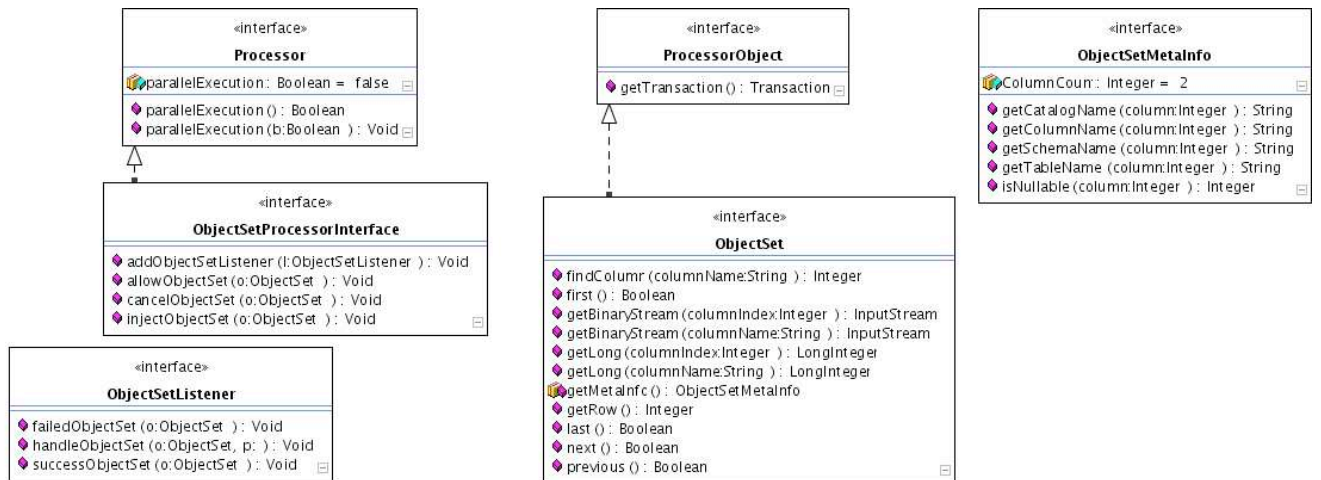 «interface»
Processor
parallelExecution: Boolean = false
parallelExecution (): Boolean
parallelExecution (b:Boolean ): Void
«interface»
ObjectSetProcessorInterface
addObjectSetListener (l:ObjectSetListener ): Void
allowObjectSet (o:ObjectSet ): Void
cancelObjectSet (o:ObjectSet ): Void
injectObjectSet (o:ObjectSet ): Void
«interface»
ObjectSetListener
failedObjectSet (o:ObjectSet ): Void
handleObjectSet (o:ObjectSet, p: ): Void
successObjectSet (o:ObjectSet ): Void
«interface»
ProcessorObject
getTransaction (): Transaction
«interface»
ObjectSet
findColumr (columnName:String ): Integer
first (): Boolean
getBinaryStream (columnIndex:Integer ): InputStream
getBinaryStream (columnName:String ): InputStream
getLong (columnIndex:Integer ): LongInteger
getLong (columnName:String ): LongInteger
getMetaInfc (): ObjectSetMetaInfo
getRow (): Integer
last (): Boolean
next (): Boolean
previous (): Boolean
«interface»
ObjectSetMetaInfo
ColumnCoun: Integer = 2
getCatalogName (column:Integer ): String
getColumnName (column:Integer ): String
getSchemaName (column:Integer ): String
getTableName (column:Integer ): String
isNullable (column:Integer ): Integer